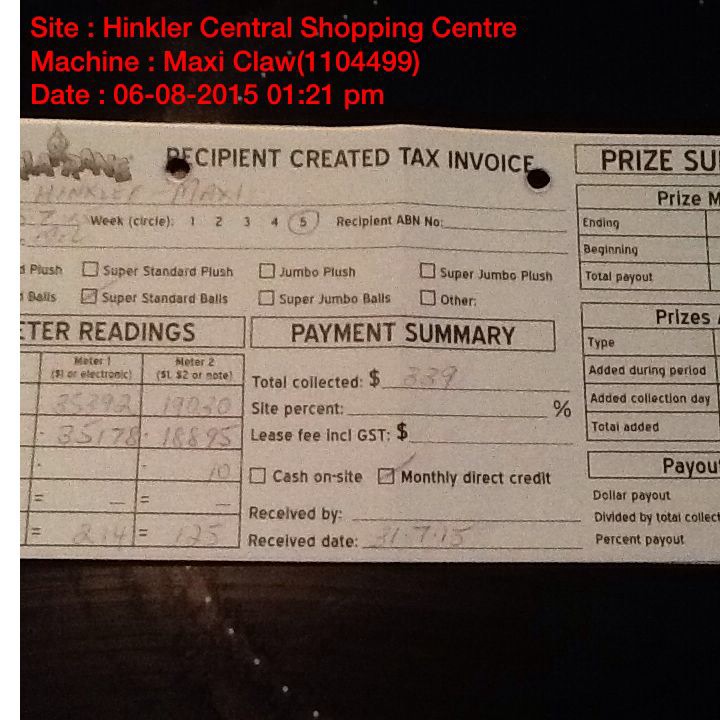 Site : Hinkler Central Shopping Centre
Machine : Maxi Claw(1104499)
Date : 06-08-2015 01:21 pm
RECIPIENT CREATED TAX INVOICE
PRIZE SU
HINKLER MAXI
Prize M
Week (circle): 1 2 3 4 5 Recipient ABN No:
Ending
Beginning
Total payout
Plush Super Standard Plush Jumbo Plush Super Jumbo Plush
Balls Super Standard Balls Super Jumbo Balls Other:
TER READINGS
PAYMENT SUMMARY
Prizes
Type
Meter 1 Meter 2
($1 or electronic) ($1, $2 or note)
Total collected: $ 339
Added during period
35392 19030
Site percent: %
Added collection day
- 35178 - 18895
Lease fee incl GST: $
Total added
- - 10
Cash on-site Monthly direct credit
Payou
= — = —
Received by:
Dollar payout
Divided by total collect
= 214 = 125
Received date: 31.7.15
Percent payout